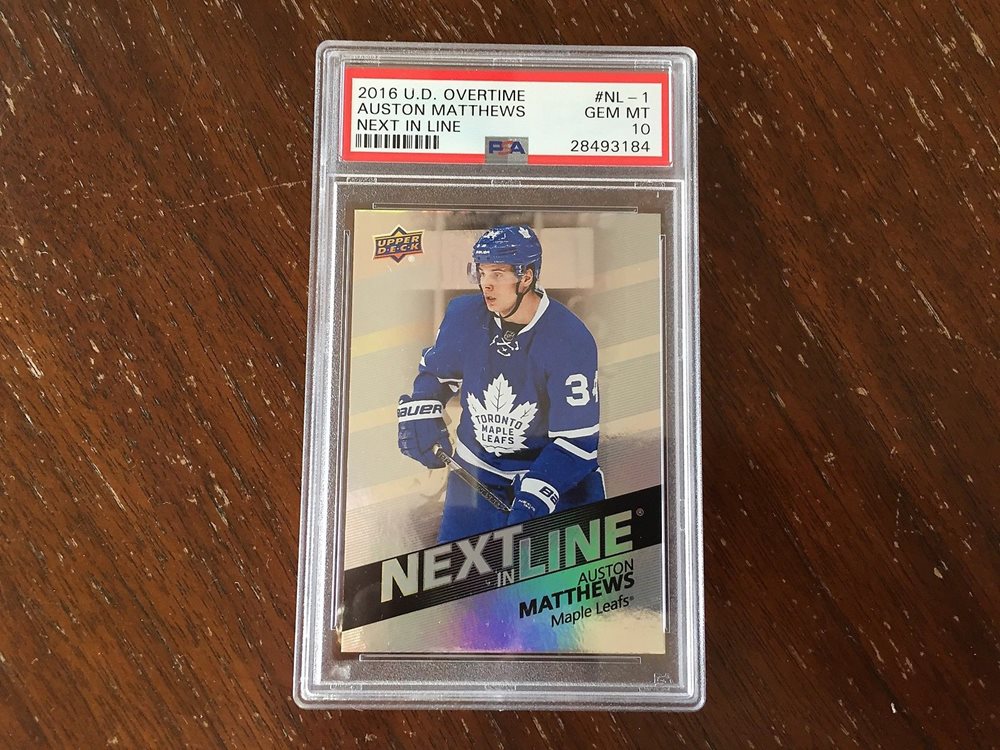 2016 U.D. OVERTIME #NL-1
AUSTON MATTHEWS GEM MT
NEXT IN LINE 10
PSA 28493184
UPPER
D·E·C·K
34
BAUER
TORONTO
MAPLE
LEAFS
BA
NEXT
IN LINE®
AUSTON
MATTHEWS
Maple Leafs®